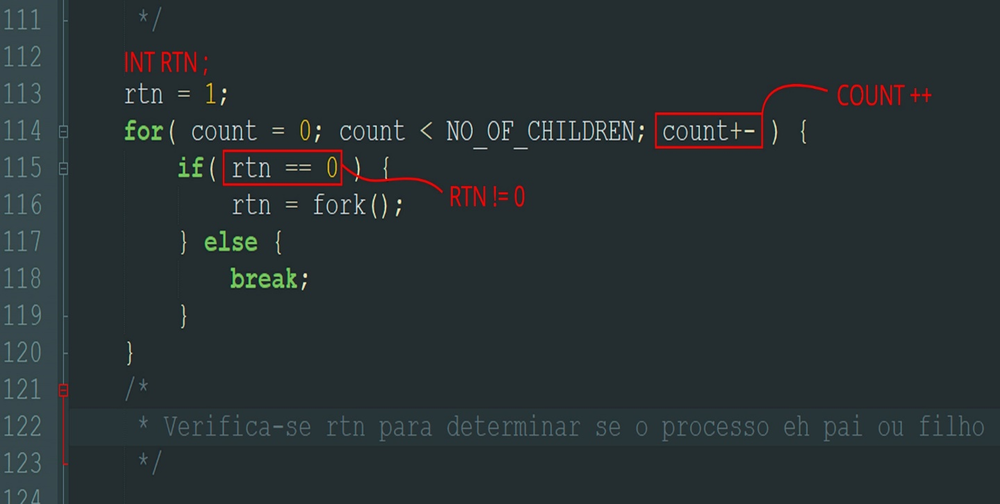 111 */
112 INT RTN ;
113 rtn = 1; COUNT ++
114 for( count = 0; count < NO_OF_CHILDREN; count+- ) {
115 if( rtn == 0 ) {
RTN != 0
116 rtn = fork();
117 } else {
118 break;
119 }
120 }
121 /*
122 * Verifica-se rtn para determinar se o processo eh pai ou filho
123 */
124